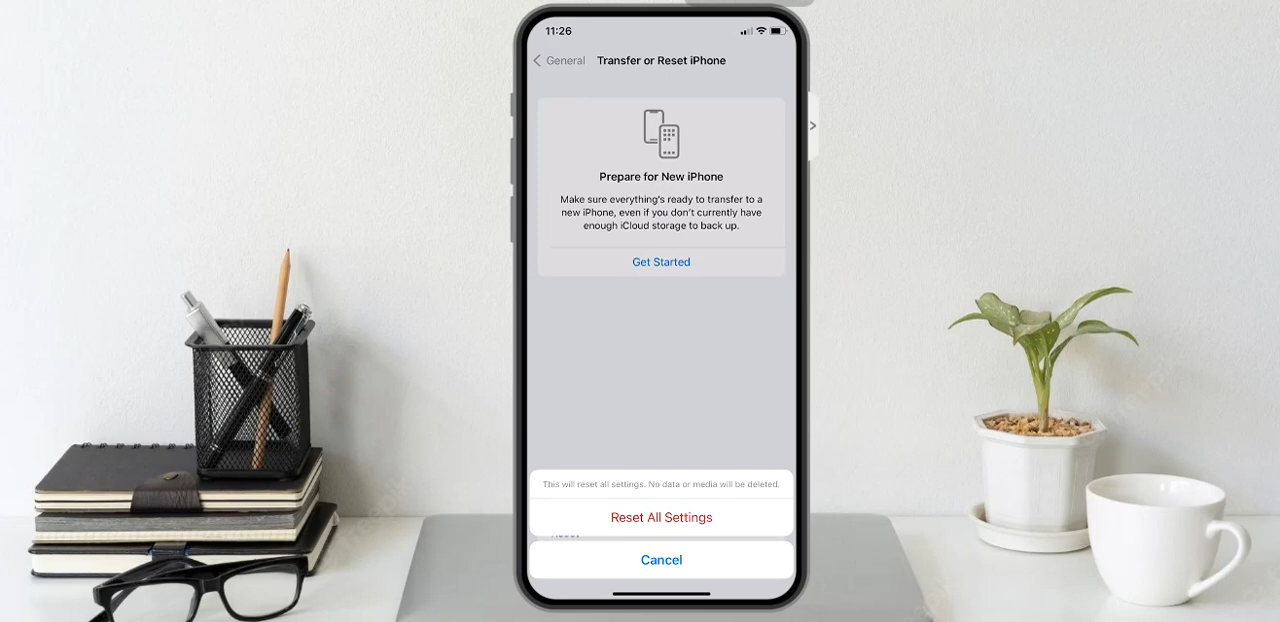 11:26
General
Transfer or Reset iPhone
Prepare for New iPhone
Make sure everything's ready to transfer to a
new iPhone, even if you don't currently have
enough iCloud storage to back up.
Get Started
This will reset all settings. No data or media will be deleted.
Reset All Settings
Cancel